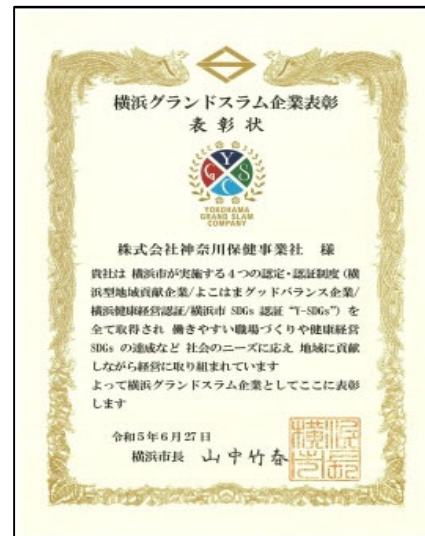 横浜グランドスラム企業表彰
表彰状
Y
G S
C
YOKOHAMA
GRAND SLAM
COMPANY
株式会社神奈川保健事業社 様
貴社は 横浜市が実施する4つの認定・認証制度(横
浜型地域貢献企業/よこはまグッドバランス企業/
横浜健康経営認証/横浜市 SDGs 認証 “Y-SDGs”)を
全て取得され 働きやすい職場づくりや健康経営
SDGs の達成など 社会のニーズに応え 地域に貢献
しながら経営に取り組まれています
よって横浜グランドスラム企業としてここに表彰
します
令和5年6月27日
横浜市長 山中竹春